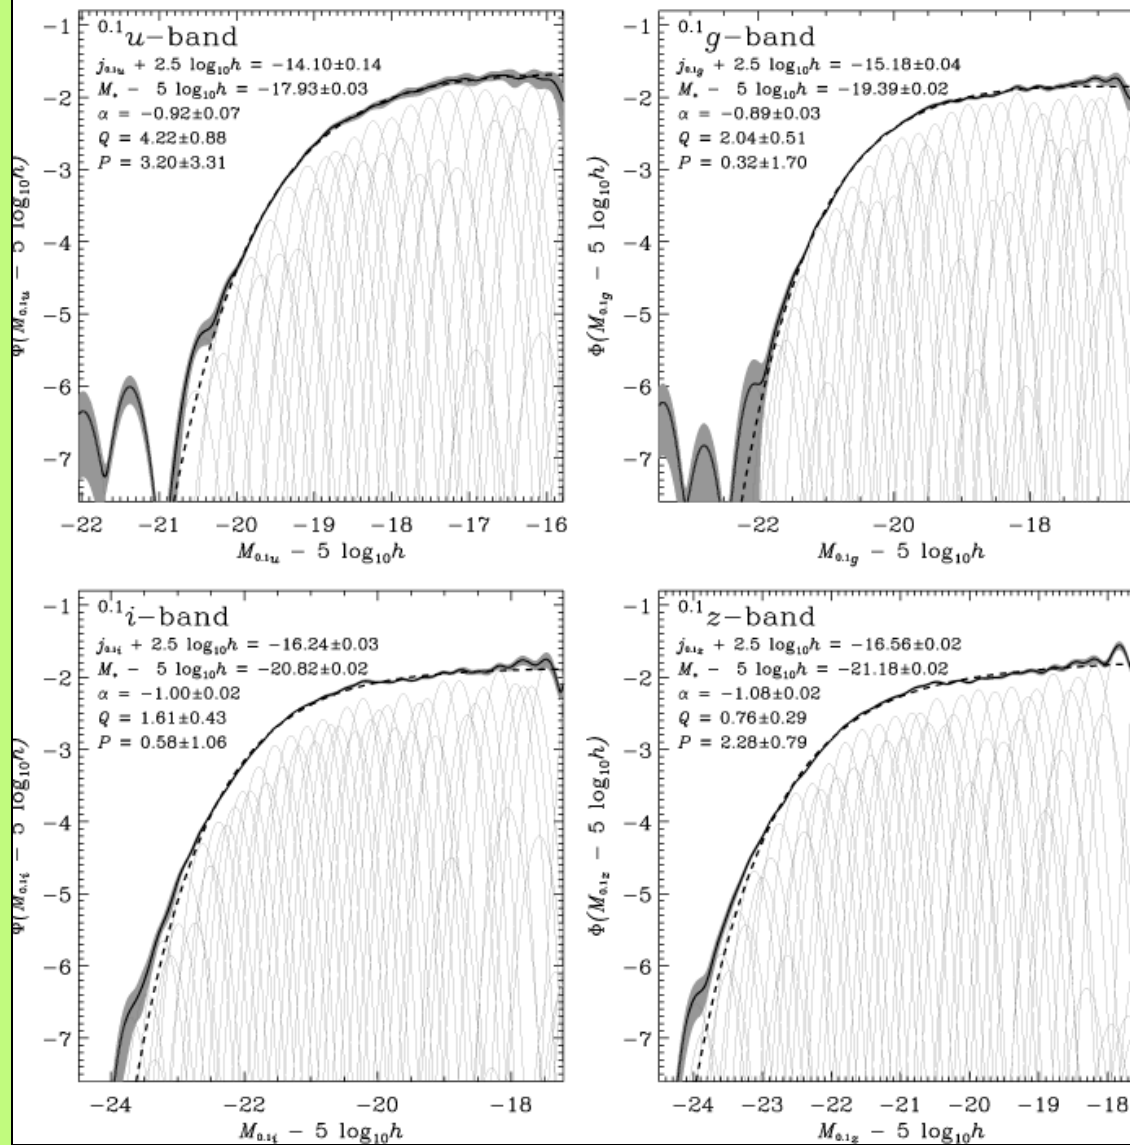 0.1 u-band
j0.1u + 2.5 log10h = −14.10±0.14
M* − 5 log10h = −17.93±0.03
α = −0.92±0.07
Q = 4.22±0.88
P = 3.20±3.31
Φ(M0.1u − 5 log10h)
−1
−2
−3
−4
−5
−6
−7
−22 −21 −20 −19 −18 −17 −16
M0.1u − 5 log10h
0.1 g-band
j0.1g + 2.5 log10h = −15.18±0.04
M* − 5 log10h = −19.39±0.02
α = −0.89±0.03
Q = 2.04±0.51
P = 0.32±1.70
Φ(M0.1g − 5 log10h)
−1
−2
−3
−4
−5
−6
−7
−22 −20 −18
M0.1g − 5 log10h
0.1 i-band
j0.1i + 2.5 log10h = −16.24±0.03
M* − 5 log10h = −20.82±0.02
α = −1.00±0.02
Q = 1.61±0.43
P = 0.58±1.06
Φ(M0.1i − 5 log10h)
−1
−2
−3
−4
−5
−6
−7
−24 −22 −20 −18
M0.1i − 5 log10h
0.1 z-band
j0.1z + 2.5 log10h = −16.56±0.02
M* − 5 log10h = −21.18±0.02
α = −1.08±0.02
Q = 0.76±0.29
P = 2.28±0.79
Φ(M0.1z − 5 log10h)
−1
−2
−3
−4
−5
−6
−7
−24 −23 −22 −21 −20 −19 −18
M0.1z − 5 log10h